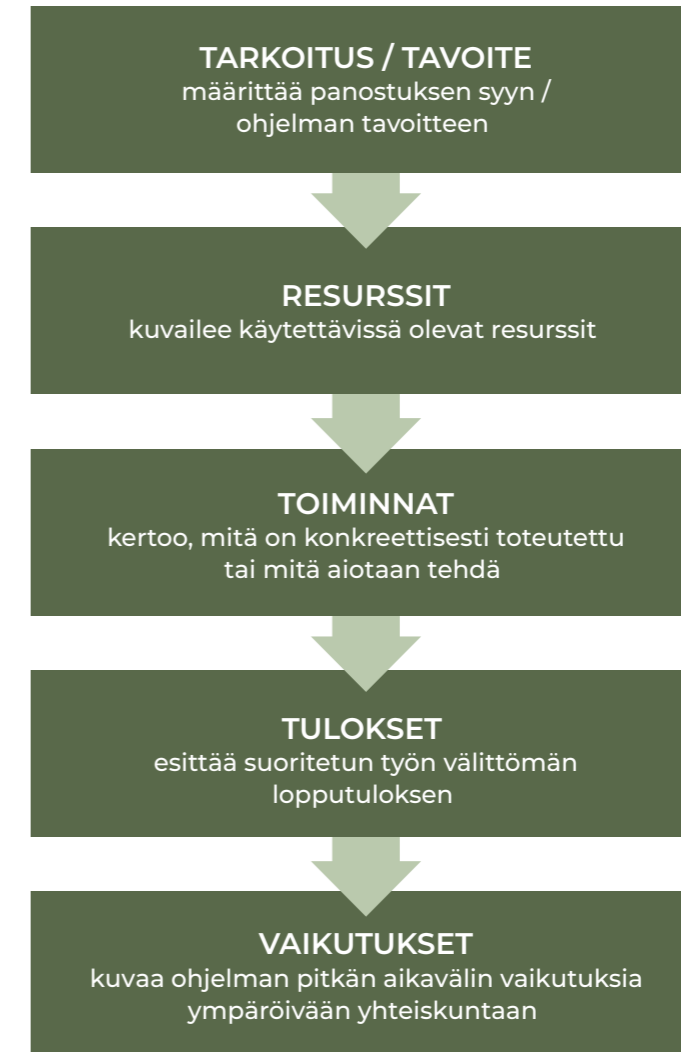 TARKOITUS / TAVOITE
määrittää panostuksen syyn /
ohjelman tavoitteen
RESURSSIT
kuvailee käytettävissä olevat resurssit
TOIMINNAT
kertoo, mitä on konkreettisesti toteutettu
tai mitä aiotaan tehdä
TULOKSET
esittää suoritetun työn välittömän
lopputuloksen
VAIKUTUKSET
kuvaa ohjelman pitkän aikavälin vaikutuksia
ympäröivään yhteiskuntaan